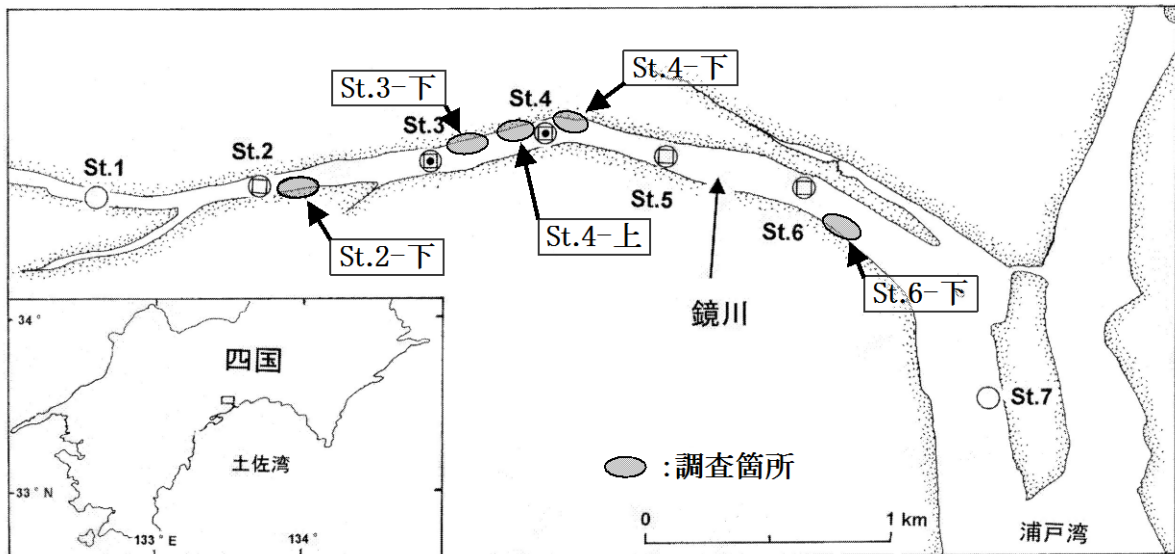 St.4-下
St.3-下
St.4
St.3
St.2
St.1
St.5
St.4-上
St.6
St.2-下
St.6-下
鏡川
34°
四国
St.7
土佐湾
:調査箇所
33°N
0
1 km
133°E
134°
浦戸湾